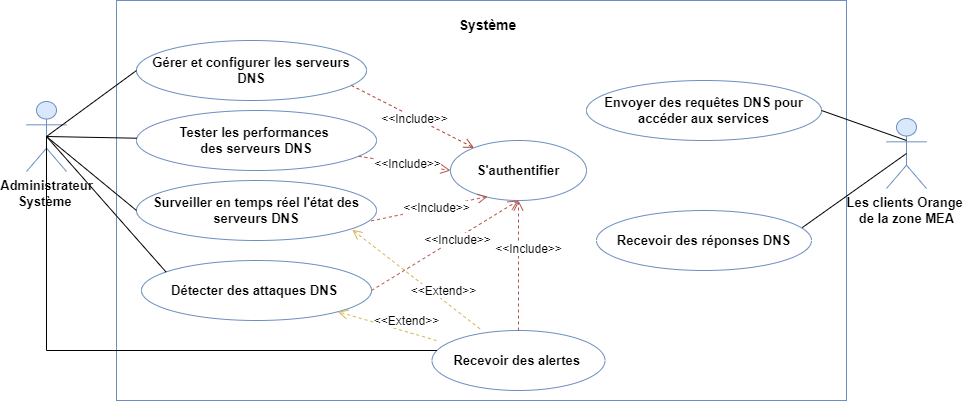 Système
Gérer et configurer les serveurs
DNS
<<Include>>
Envoyer des requêtes DNS pour
accéder aux services
Tester les performances
des serveurs DNS
<<Include>>
S'authentifier
Administrateur
Système
Surveiller en temps réel l'état des
serveurs DNS
<<Include>>
Les clients Orange
de la zone MEA
<<Include>>
<<Include>>
Recevoir des réponses DNS
Détecter des attaques DNS
<<Extend>>
<<Extend>>
Recevoir des alertes